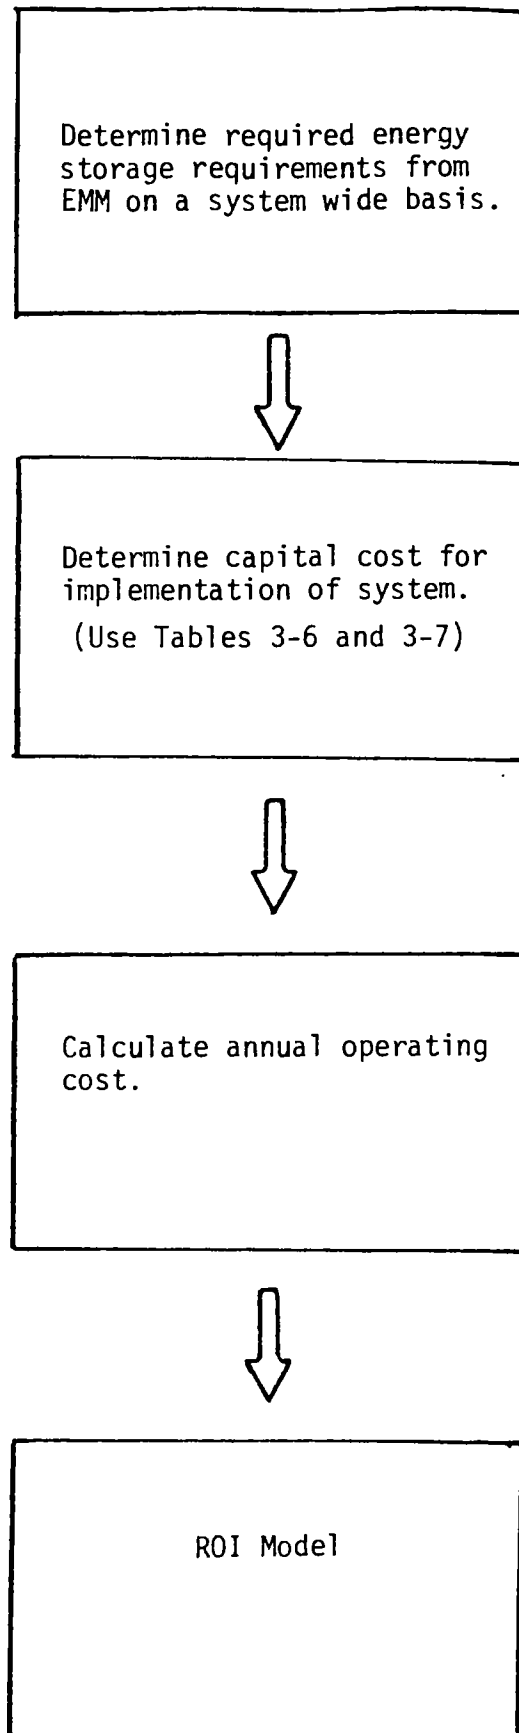 Determine required energy
storage requirements from
EMM on a system wide basis.
Determine capital cost for
implementation of system.
(Use Tables 3-6 and 3-7)
Calculate annual operating
cost.
ROI Model